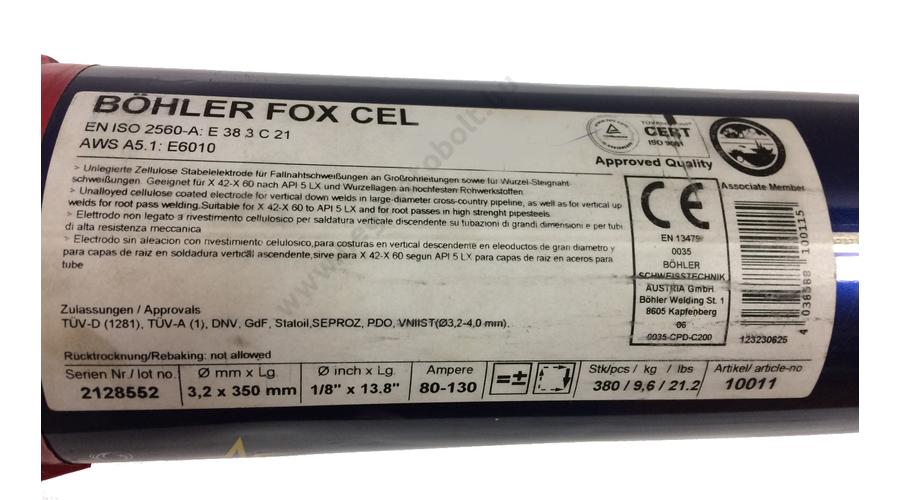 BÖHLER FOX CEL
EN ISO 2560-A: E 38 3 C 21
AWS A5.1: E6010
CERT
ISO 9001
Approved Quality
Associate Member
> Unlegierte Zellulose Stabelelektrode für Fallnahtschweißungen an Großrohrleitungen sowie für Wurzel-Steignaht-
schweißungen. Geeignet für X 42-X 60 nach API 5 LX und Wurzellagen an hochfesten Rohrwerkstoffen.
> Unalloyed cellulose coated electrode for vertical down welds in large-diameter cross-country pipeline, as well as for vertical up
welds for root pass welding.Suitable for X 42-X 60 to API 5 LX and for root passes in high strenght pipesteels.
> Elettrodo non legato a rivestimento cellulosico per saldatura verticale discendente su tubazioni di grandi dimensioni e per tubi
di alta resistenza meccanica
> Electrodo sin aleacion con rivestimiento celulosico,para costuras en vertical descendente en eleoductos de gran diametro y
para capas de raiz en soldadura vertical ascendente,sirve para X 42-X 60 segun API 5 LX para capas de raiz en aceros para
tube
CE
EN 13479
0035
BÖHLER
SCHWEISSTECHNIK
AUSTRIA GmbH
Böhler Welding St. 1
8605 Kapfenberg
06
0035-CPD-C200
4 036588 100115
123230625
Zulassungen / Approvals
TÜV-D (1281), TÜV-A (1), DNV, GdF, Statoil,SEPROZ, PDO, VNIIST(Ø3,2-4,0 mm).
Rücktrocknung/Rebaking: not allowed
Serien Nr / lot no. Ø mm x Lg. Ø inch x Lg. Ampere Stk/pcs / kg / lbs Artikel/ article-no
2128552 3,2 x 350 mm 1/8" x 13.8" 80-130 =± 380 / 9,6 / 21.2 10011